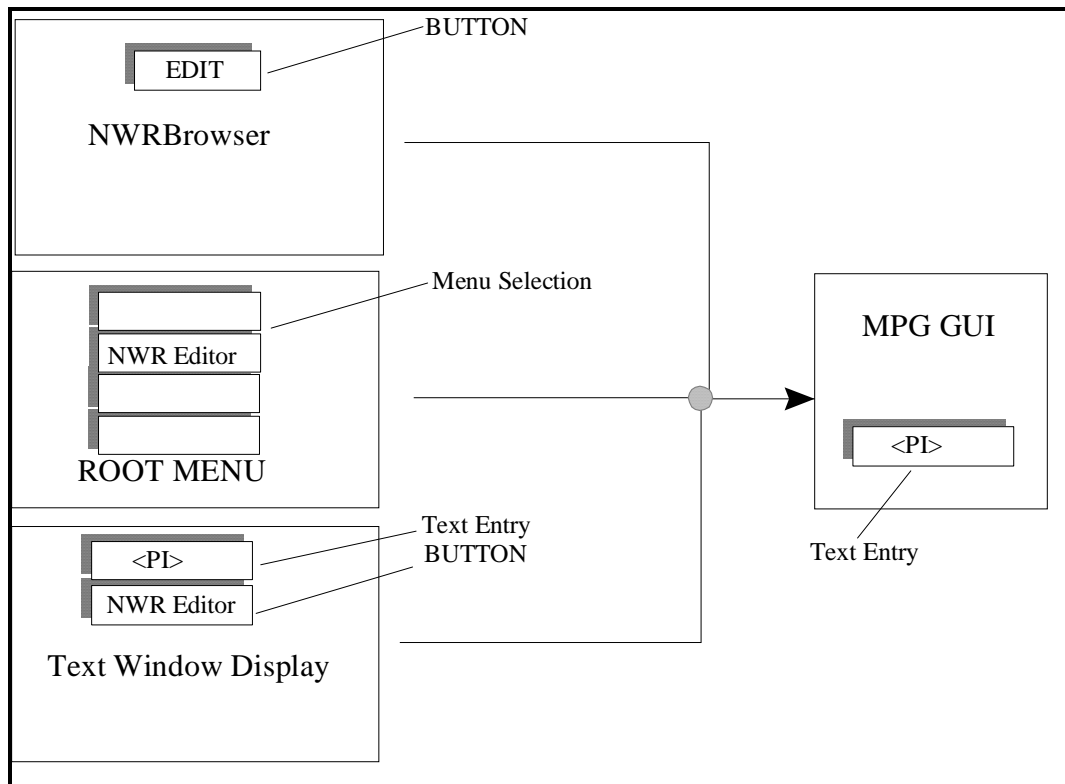 BUTTON
EDIT
NWRBrowser
Menu Selection
NWR Editor
ROOT MENU
Text Entry
BUTTON
<PI>
NWR Editor
Text Window Display
MPG GUI
<PI>
Text Entry